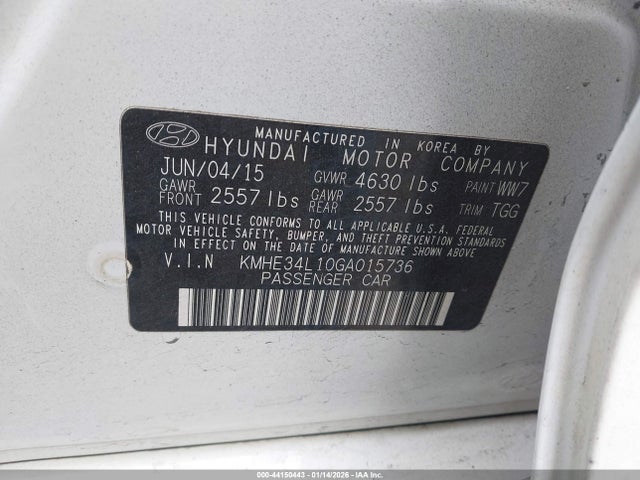 MANUFACTURED IN KOREA BY
HYUNDAI MOTOR COMPANY
JUN/04/15 GVWR 4630 lbs PAINT WW7
GAWR FRONT 2557 lbs GAWR REAR 2557 lbs TRIM TGG
THIS VEHICLE CONFORMS TO ALL APPLICABLE U.S.A. FEDERAL
MOTOR VEHICLE SAFETY, BUMPER, AND THEFT PREVENTION STANDARDS
IN EFFECT ON THE DATE OF MANUFACTURE SHOWN ABOVE.
V.I.N KMHE34L10GA015736
PASSENGER CAR
000-44150443 | 01/14/2026 | IAA Inc.